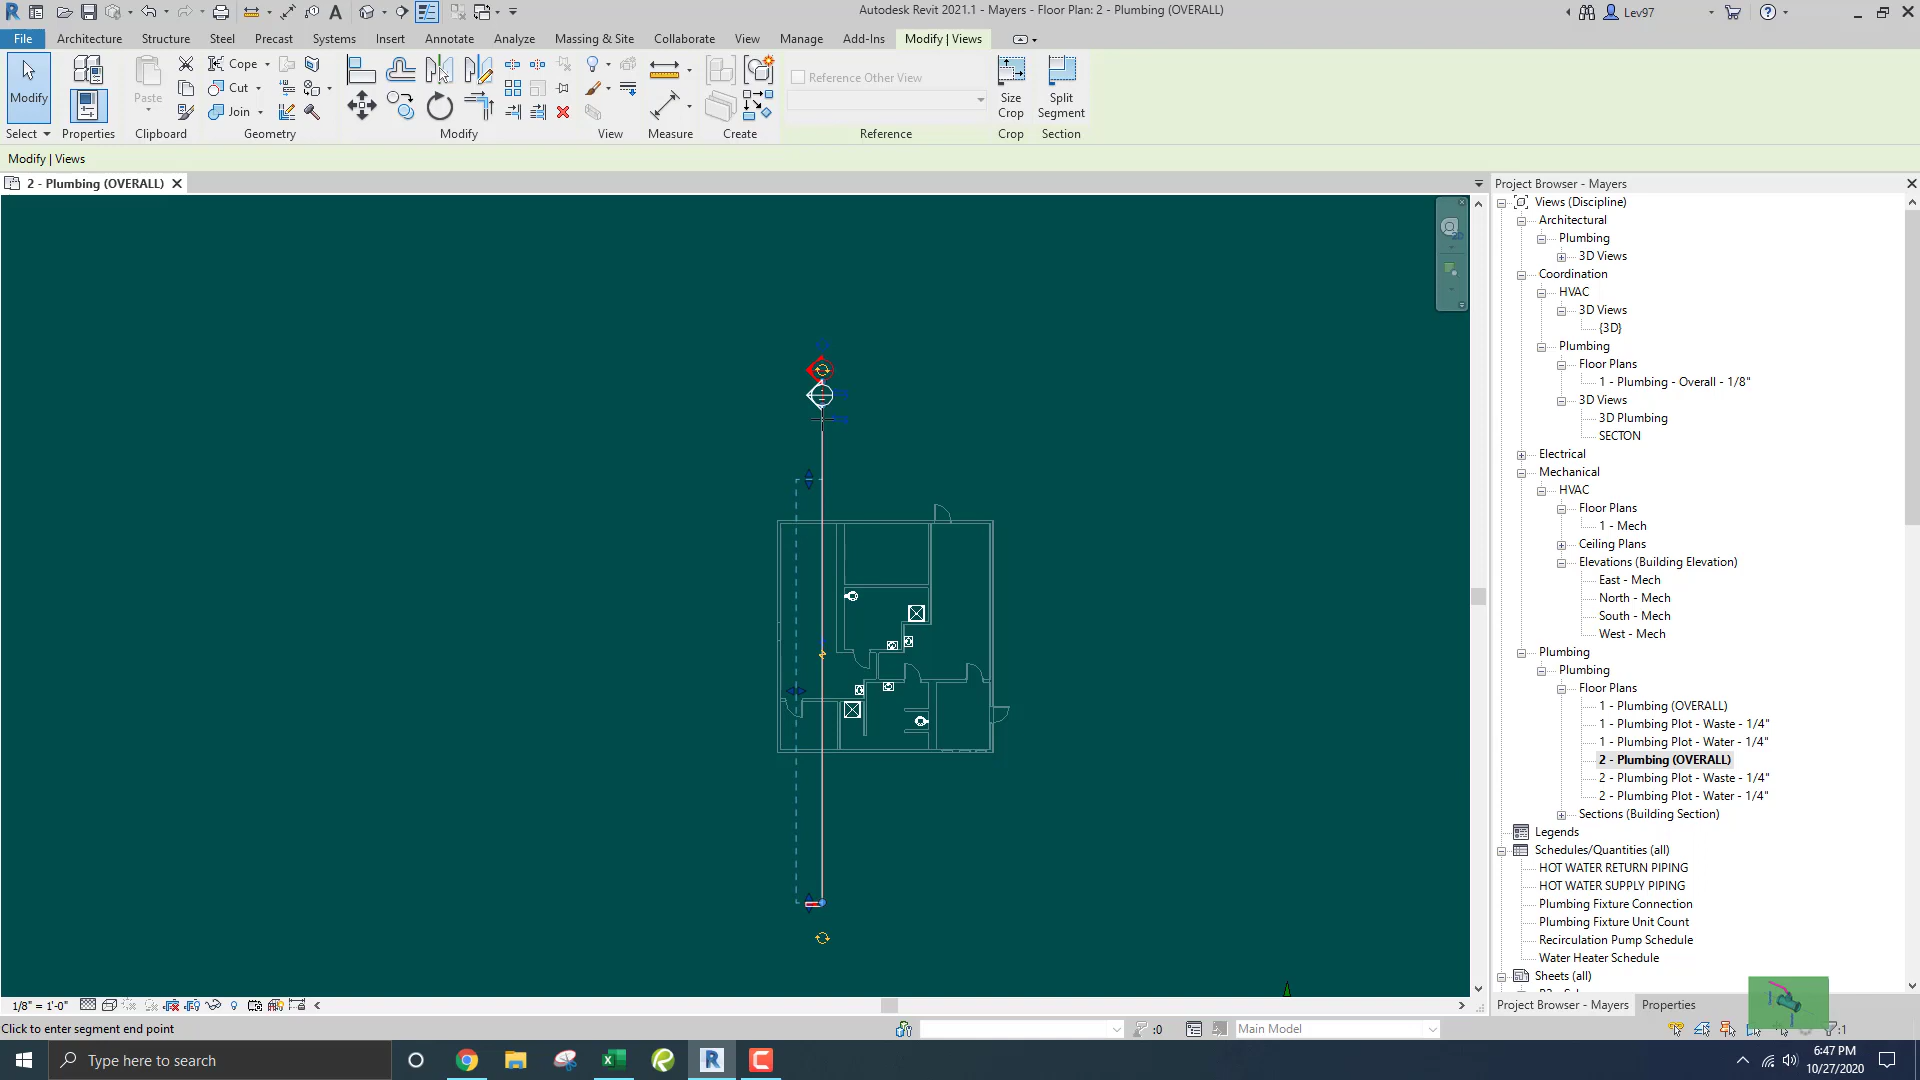 Autodesk Revit 2021.1 - Mayers - Floor Plan: 2 - Plumbing (OVERALL)
Lev97
File Architecture Structure Steel Precast Systems Insert Annotate Analyze Massing & Site Collaborate View Manage Add-Ins Modify | Views
Modify
Paste
Cope
Cut
Join
Reference Other View
Size
Crop
Split
Segment
Select Properties Clipboard Geometry Modify View Measure Create Reference Crop Section
Modify | Views
2 - Plumbing (OVERALL)
Project Browser - Mayers
Views (Discipline)
Architectural
Plumbing
3D Views
Coordination
HVAC
3D Views
{3D}
Plumbing
Floor Plans
1 - Plumbing - Overall - 1/8"
3D Views
3D Plumbing
SECTON
Electrical
Mechanical
HVAC
Floor Plans
1 - Mech
Ceiling Plans
Elevations (Building Elevation)
East - Mech
North - Mech
South - Mech
West - Mech
Plumbing
Plumbing
Floor Plans
1 - Plumbing (OVERALL)
1 - Plumbing Plot - Waste - 1/4"
1 - Plumbing Plot - Water - 1/4"
2 - Plumbing (OVERALL)
2 - Plumbing Plot - Waste - 1/4"
2 - Plumbing Plot - Water - 1/4"
Sections (Building Section)
Legends
Schedules/Quantities (all)
HOT WATER RETURN PIPING
HOT WATER SUPPLY PIPING
Plumbing Fixture Connection
Plumbing Fixture Unit Count
Recirculation Pump Schedule
Water Heater Schedule
Sheets (all)
1/8" = 1'-0"
Project Browser - Mayers Properties
Click to enter segment end point
:0
Main Model
:1
Type here to search
6:47 PM
10/27/2020